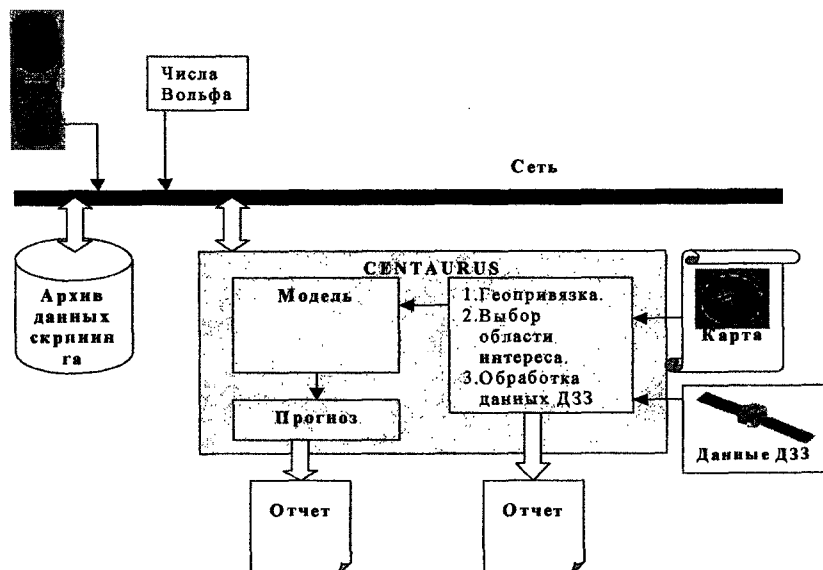 Числа
Вольфа
Сеть
CENTAURUS
Архив
данных
скрпинн
га
Модель
1.Геопривязка.
2.Выбор
области
интереса.
3.Обработка
данных ДЗЗ
Карта
Прогноз
Данные ДЗЗ
Отчет
Отчет